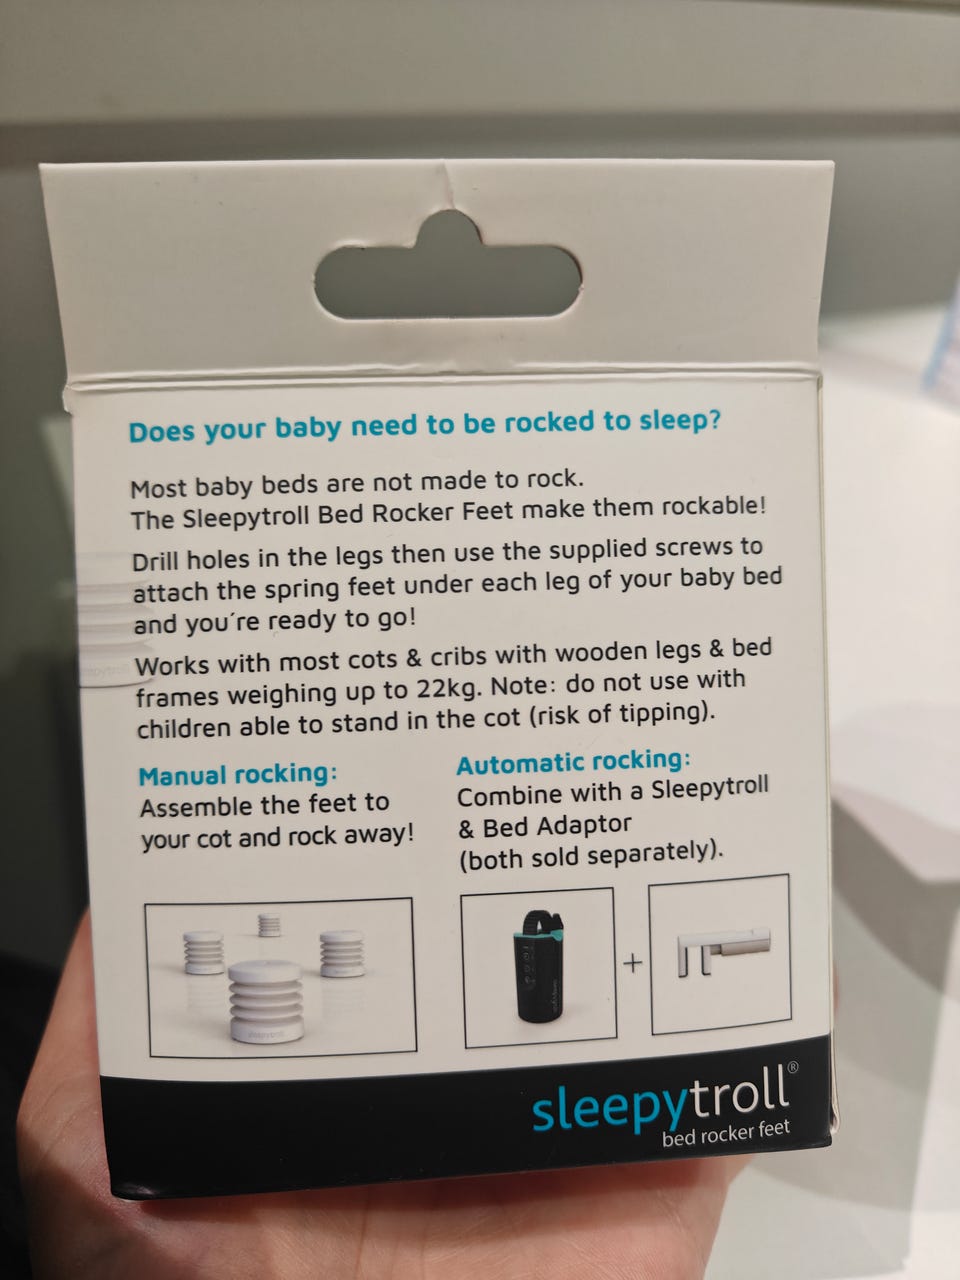 Does your baby need to be rocked to sleep?
Most baby beds are not made to rock.
The Sleepytroll Bed Rocker Feet make them rockable!
Drill holes in the legs then use the supplied screws to
attach the spring feet under each leg of your baby bed
and you´re ready to go!
Works with most cots & cribs with wooden legs & bed
frames weighing up to 22kg. Note: do not use with
children able to stand in the cot (risk of tipping).
Manual rocking:
Assemble the feet to
your cot and rock away!
Automatic rocking:
Combine with a Sleepytroll
& Bed Adaptor
(both sold separately).
sleepytroll
+
sleepytroll®
bed rocker feet